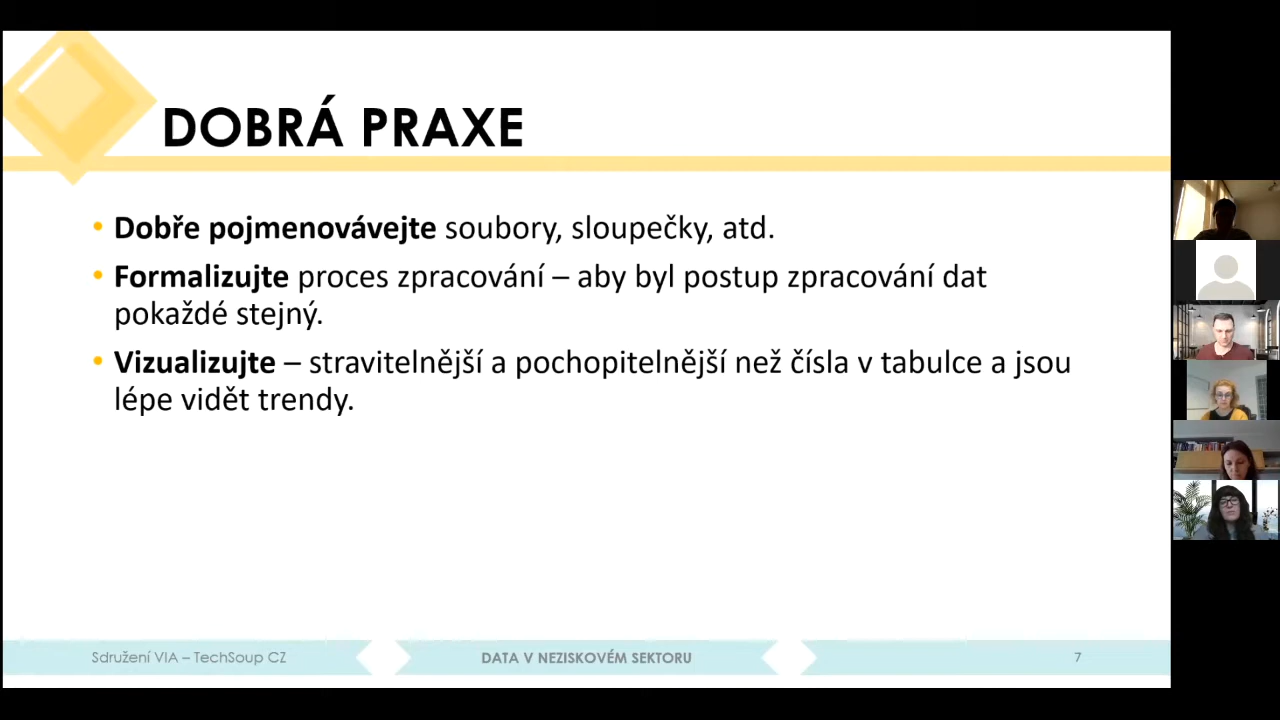 DOBRÁ PRAXE
• Dobře pojmenovávejte soubory, sloupečky, atd.
• Formalizujte proces zpracování – aby byl postup zpracování dat
pokaždé stejný.
• Vizualizujte – stravitelnější a pochopitelnější než čísla v tabulce a jsou
lépe vidět trendy.
Sdružení VIA – TechSoup CZ
DATA V NEZISKOVÉM SEKTORU
7